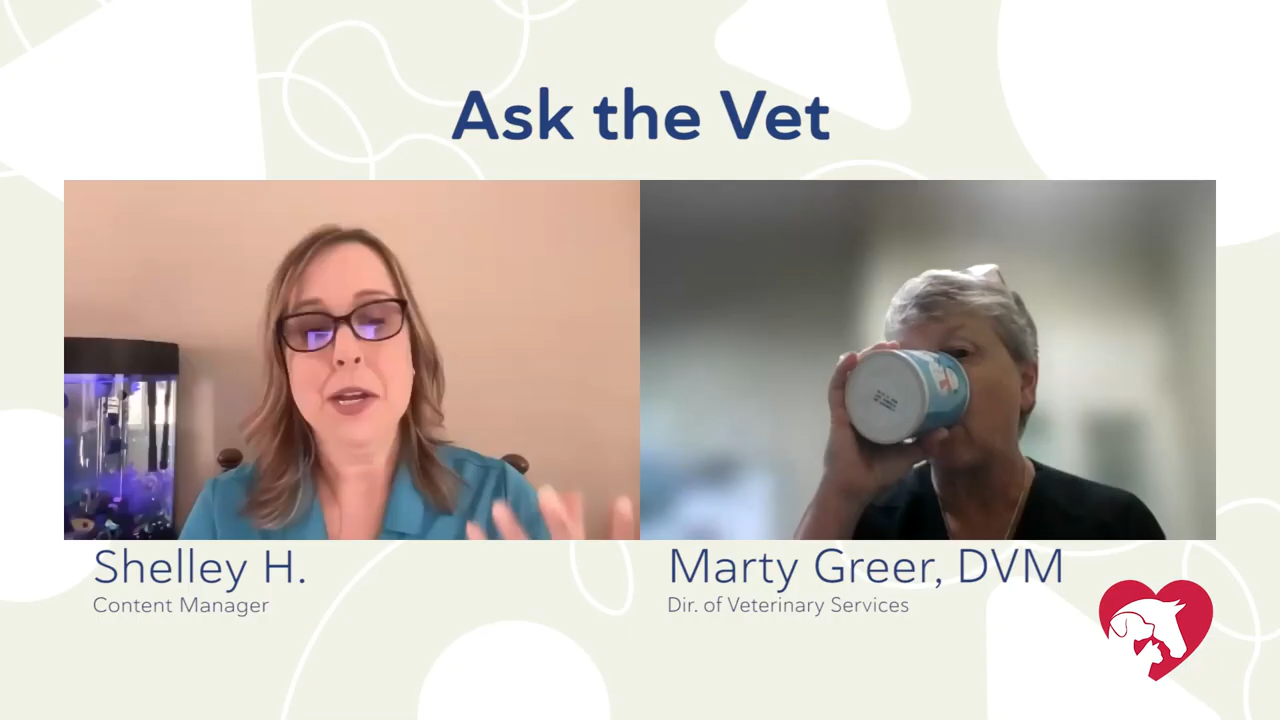 Ask the Vet
Shelley H.
Content Manager
Marty Greer, DVM
Dir. of Veterinary Services